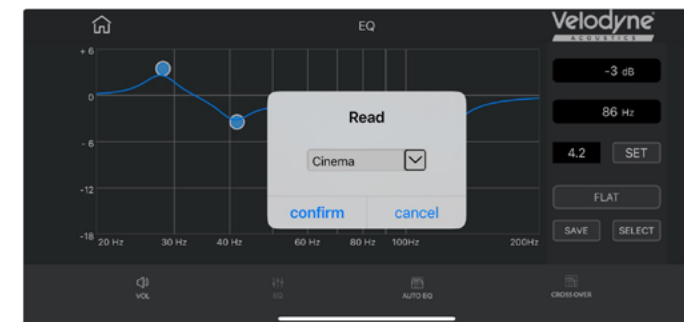 EQ
Velodyne
ACOUSTICS
+6
0
-6
-12
-18
20 Hz
30 Hz
40 Hz
60 Hz
80 Hz
100Hz
200Hz
Read
Cinema
confirm
cancel
-3 dB
86 Hz
4.2
SET
FLAT
SAVE
SELECT
VOL
EQ
AUTO EQ
CROSS OVER